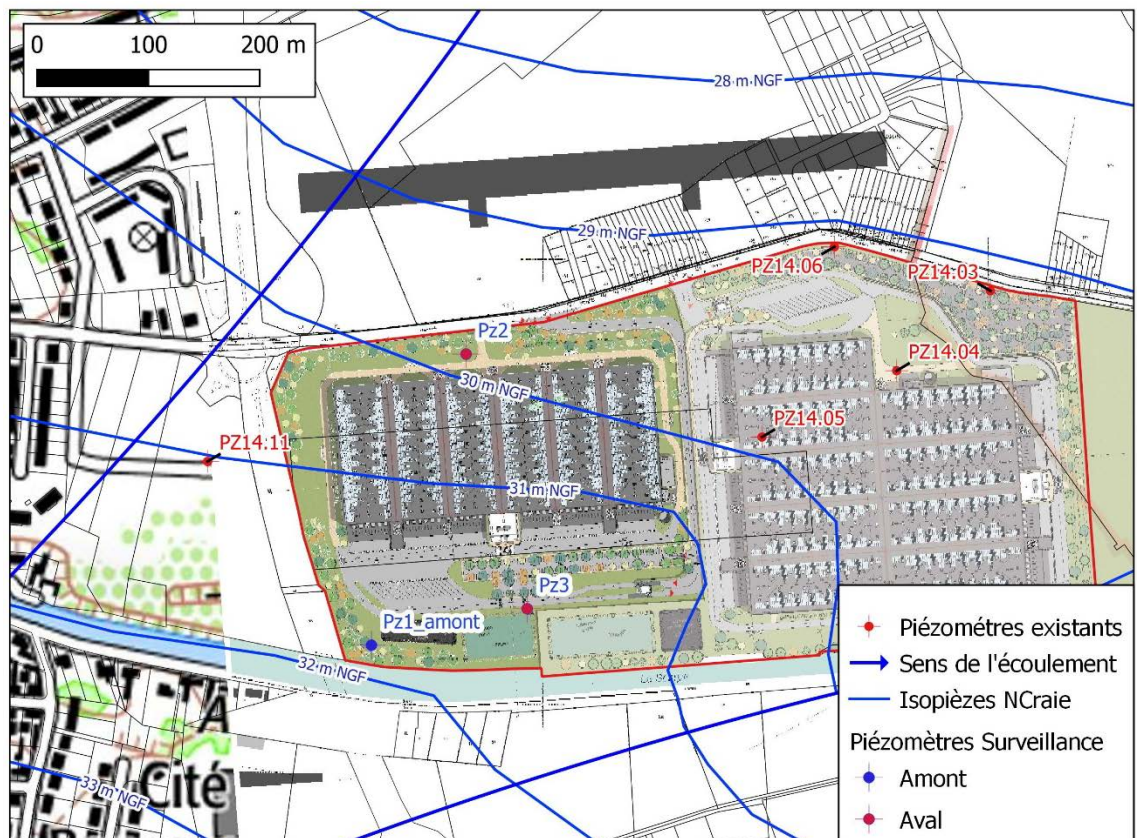 0 100 200 m
28 m NGF
29 m NGF
PZ14.06
PZ14.03
Pz2
PZ14.04
30 m NGF
PZ14.05
PZ14.11
31 m NGF
Pz3
Pz1_amont
32 m NGF
33 m NGF
Cité
Piézométres existants
Sens de l'écoulement
Isopièzes NCraie
Piézomètres Surveillance
Amont
Aval